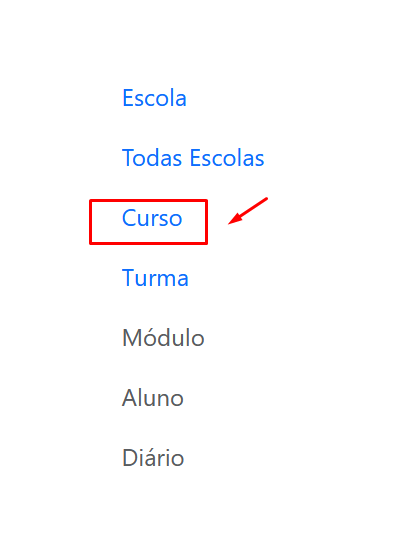 Escola
Todas Escolas
Curso
Turma
Módulo
Aluno
Diário